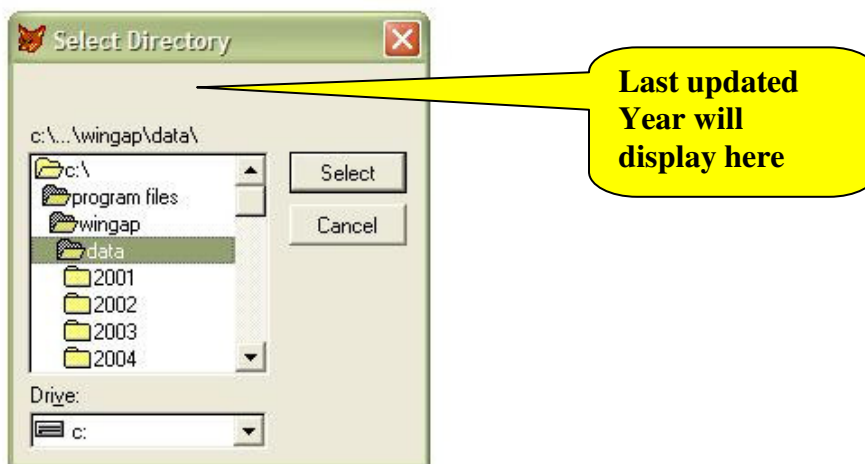 Select Directory
Last updated
Year will
display here
c:\...\wingap\data\
c:\
program files
wingap
data
2001
2002
2003
2004
Select
Cancel
Drive:
c: